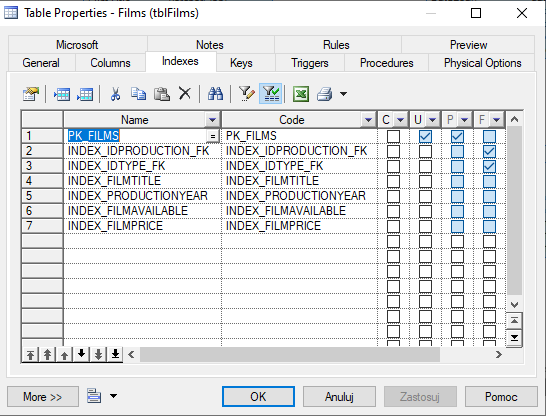 Table Properties - Films (tblFilms)
Microsoft Notes Rules Preview
General Columns Indexes Keys Triggers Procedures Physical Options
Name Code C U P F
1 PK_FILMS = PK_FILMS
2 INDEX_IDPRODUCTION_FK INDEX_IDPRODUCTION_FK
3 INDEX_IDTYPE_FK INDEX_IDTYPE_FK
4 INDEX_FILMTITLE INDEX_FILMTITLE
5 INDEX_PRODUCTIONYEAR INDEX_PRODUCTIONYEAR
6 INDEX_FILMAVAILABLE INDEX_FILMAVAILABLE
7 INDEX_FILMPRICE INDEX_FILMPRICE
More >> OK Anuluj Zastosuj Pomoc